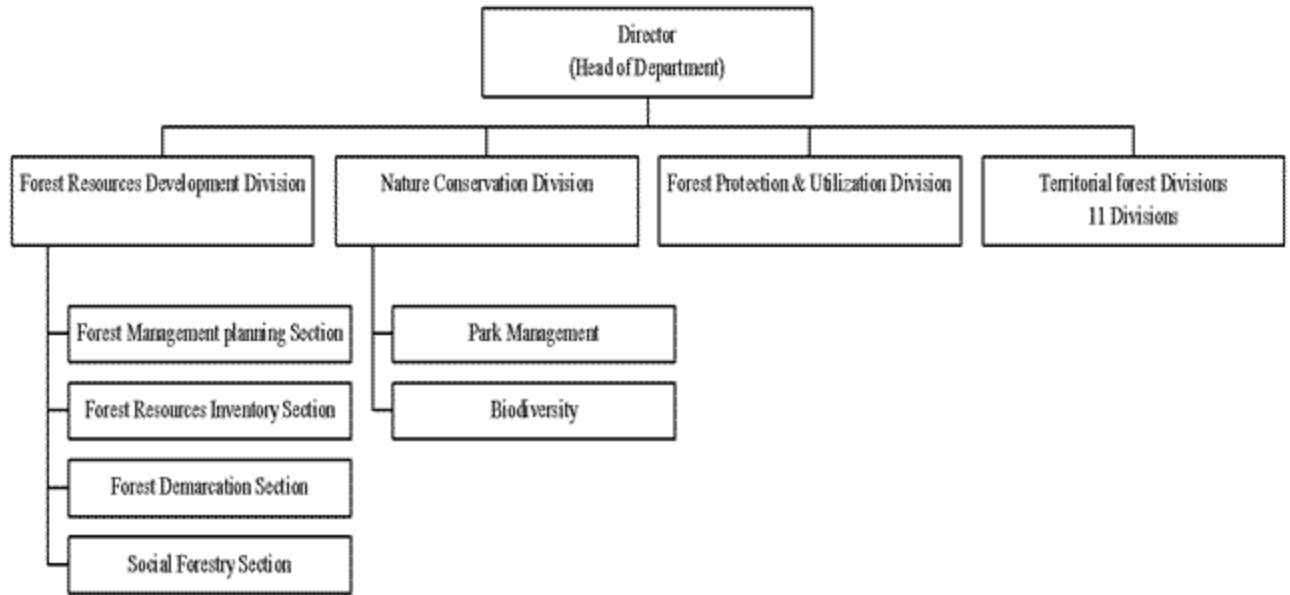 Director
(Head of Department)
Forest Resources Development Division
Nature Conservation Division
Forest Protection & Utilization Division
Territorial forest Divisions
11 Divisions
Forest Management planning Section
Forest Resources Inventory Section
Forest Demarcation Section
Social Forestry Section
Park Management
Biodiversity